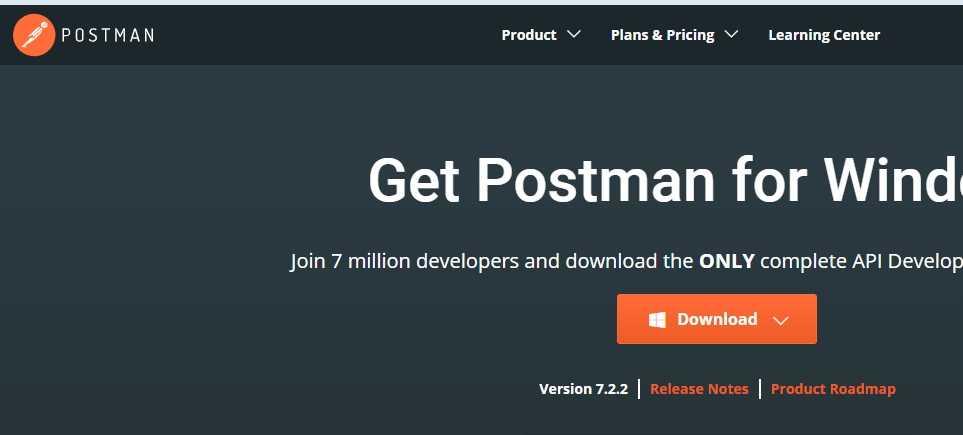 POSTMAN
Product Plans & Pricing Learning Center
Get Postman for Wind
Join 7 million developers and download the ONLY complete API Develop
Download
Version 7.2.2 Release Notes Product Roadmap